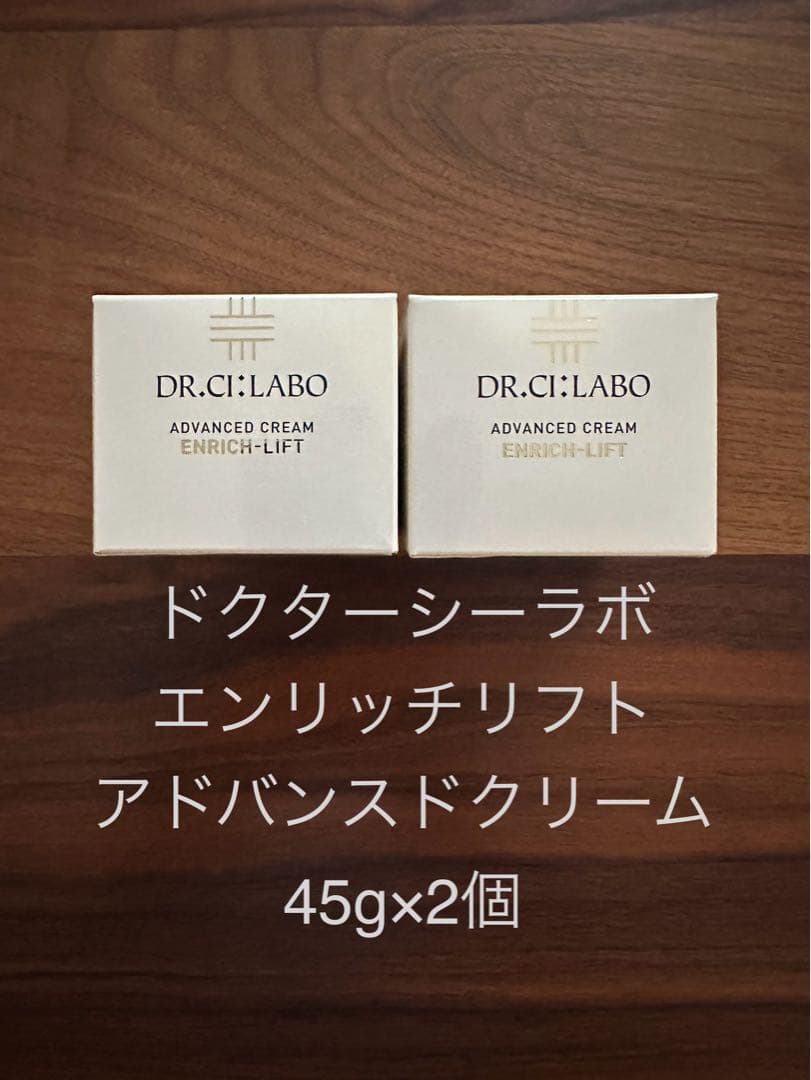 DR.CI:LABO
ADVANCED CREAM
ENRICH-LIFT
DR.CI:LABO
ADVANCED CREAM
ENRICH-LIFT
ドクターシーラボ
エンリッチリフト
アドバンスドクリーム
45g×2個